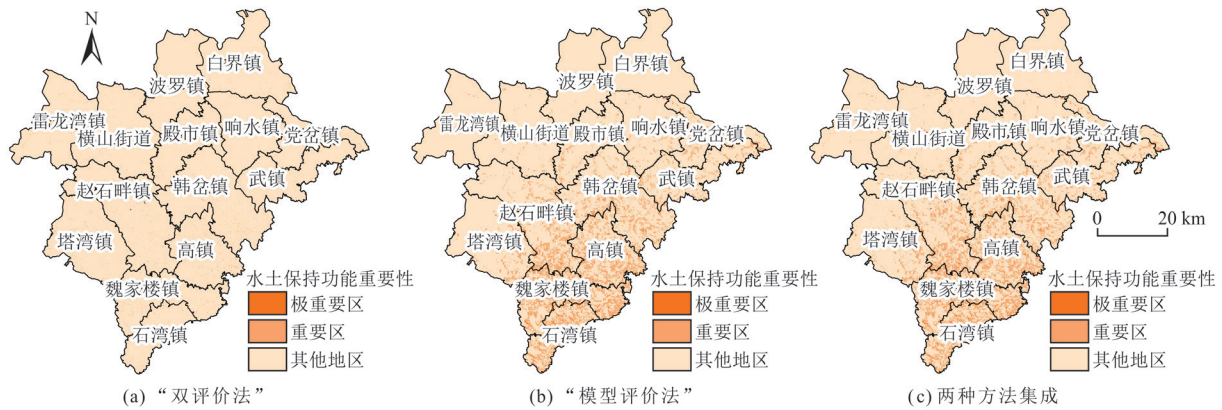 N
白界镇
波罗镇
雷龙湾镇
横山街道
殿市镇
响水镇
党岔镇
赵石畔镇
韩岔镇
武镇
塔湾镇
高镇
魏家楼镇
石湾镇
水土保持功能重要性
极重要区
重要区
其他地区
(a) “双评价法”
白界镇
波罗镇
雷龙湾镇
横山街道
殿市镇
响水镇
党岔镇
韩岔镇
武镇
赵石畔镇
塔湾镇
高镇
魏家楼镇
石湾镇
水土保持功能重要性
极重要区
重要区
其他地区
(b) “模型评价法”
白界镇
波罗镇
雷龙湾镇
横山街道
殿市镇
响水镇
党岔镇
赵石畔镇
韩岔镇
武镇
塔湾镇
高镇
魏家楼镇
石湾镇
0 20 km
水土保持功能重要性
极重要区
重要区
其他地区
(c) 两种方法集成